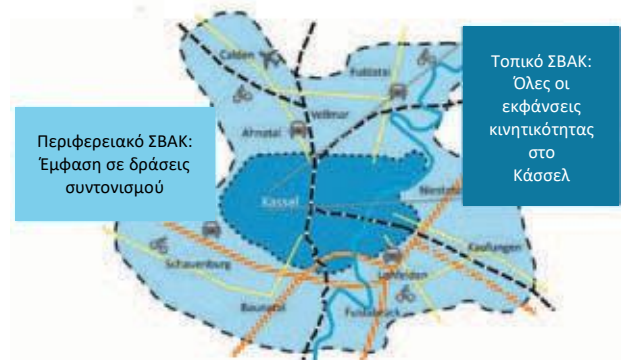 Calden
Fuldatal
Vellmar
Ahnatal
Τοπικό ΣΒΑΚ:
Όλες οι
εκφάνσεις
κινητικότητας
στο
Κάσσελ
Περιφερειακό ΣΒΑΚ:
Έμφαση σε δράσεις
συντονισμού
Kassel
Kaufungen
Schauenburg
Lohfelden
Baunatal
Fuldabrück